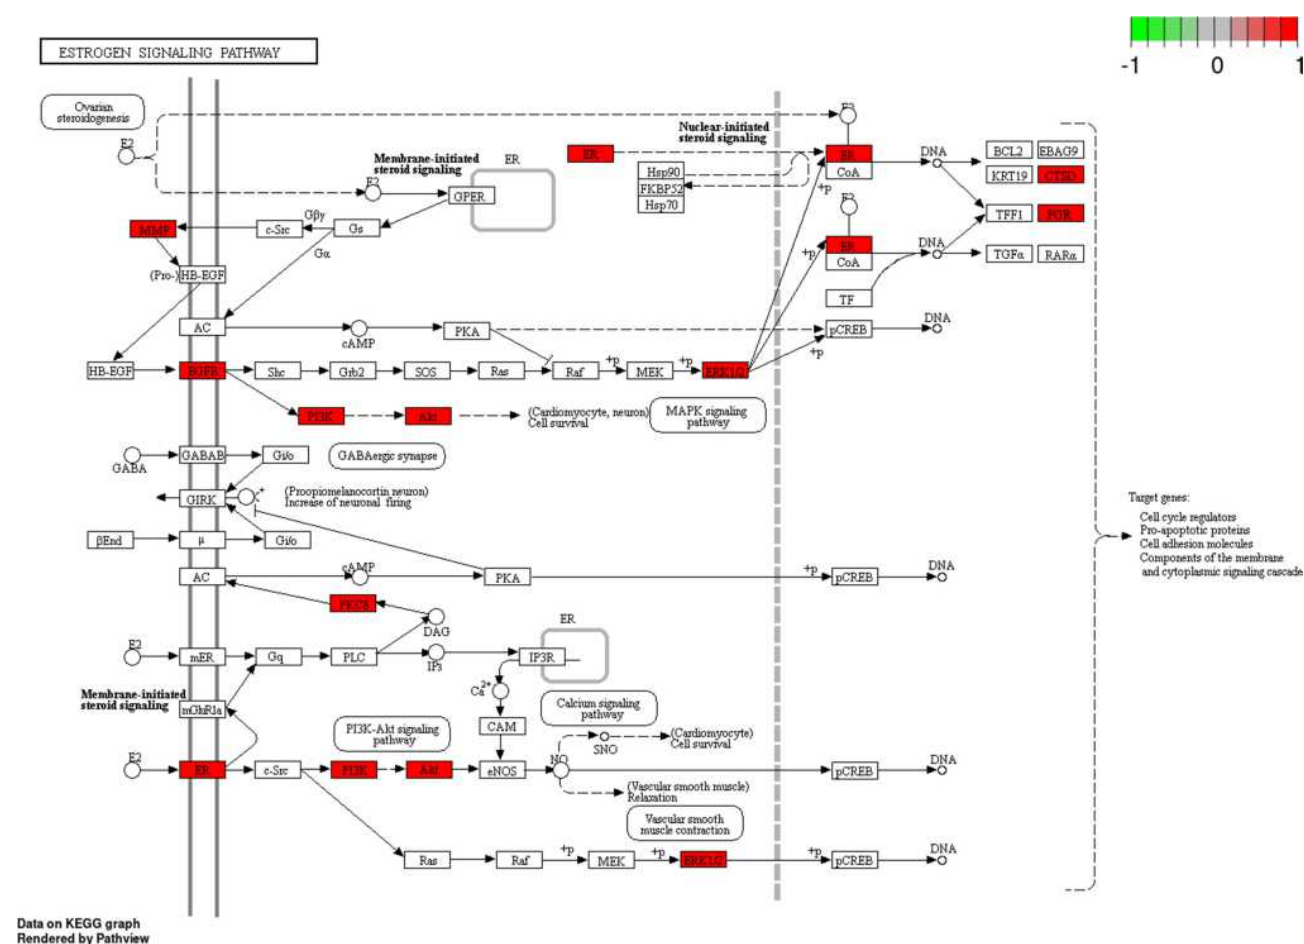 ESTROGEN SIGNALING PATHWAY
-1 0 1
Ovarian
steroidogenesis
E2
E2
Nuclear-initiated
steroid signaling
Membrane-initiated
steroid signaling
ER
ER
ER
CoA
DNA
BCL2 EBAG9
Hsp90
FKBP52
Hsp70
KRT19 CTSD
+p
E2
GPER
E2
TFF1 PGR
MMP
c-Src
Gβγ
Gs
Gα
ER
CoA
+p
DNA
TGFα RARα
(Pro-) HB-EGF
TF
AC
cAMP
PKA
pCREB
DNA
+p
HB-EGF
EGFR
Shc
Grb2
SOS
Ras
Raf
+p
MEK
+p
ERK1/2
PI3K
Akt
(Cardiomyocyte, neuron)
Cell survival
MAPK signaling
pathway
GABA
GABAB
Gi/o
GABAergic synapse
GIRK
(Proopiomelanocortin neuron)
Increase of neuronal firing
Target genes:
Cell cycle regulators
Pro-apoptotic proteins
Cell adhesion molecules
Components of the membrane
and cytoplasmic signaling cascade
βEnd
μ
Gi/o
AC
cAMP
PKA
+p
pCREB
DNA
PKCδ
DAG
ER
E2
mER
Gq
PLC
IP3
IP3R
Membrane-initiated
steroid signaling
mGluR1a
Ca2+
CAM
Calcium signaling
pathway
PI3K-Akt signaling
pathway
(Cardiomyocyte)
Cell survival
SNO
E2
ER
c-Src
PI3K
Akt
eNOS
NO
pCREB
DNA
(Vascular smooth muscle)
Relaxation
Vascular smooth
muscle contraction
Ras
Raf
+p
MEK
+p
ERK1/2
+p
pCREB
DNA
Data on KEGG graph
Rendered by Pathview